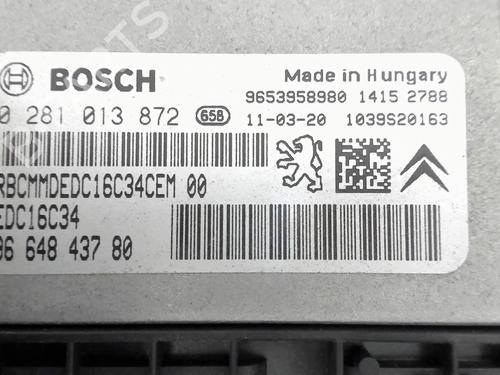 BOSCH
Made in Hungary
9653958980 1415 2788
0 281 013 872 658 11-03-20 1039S20163
RBCMMDEDC16C34CEM 00
EDC16C34
96 648 437 80